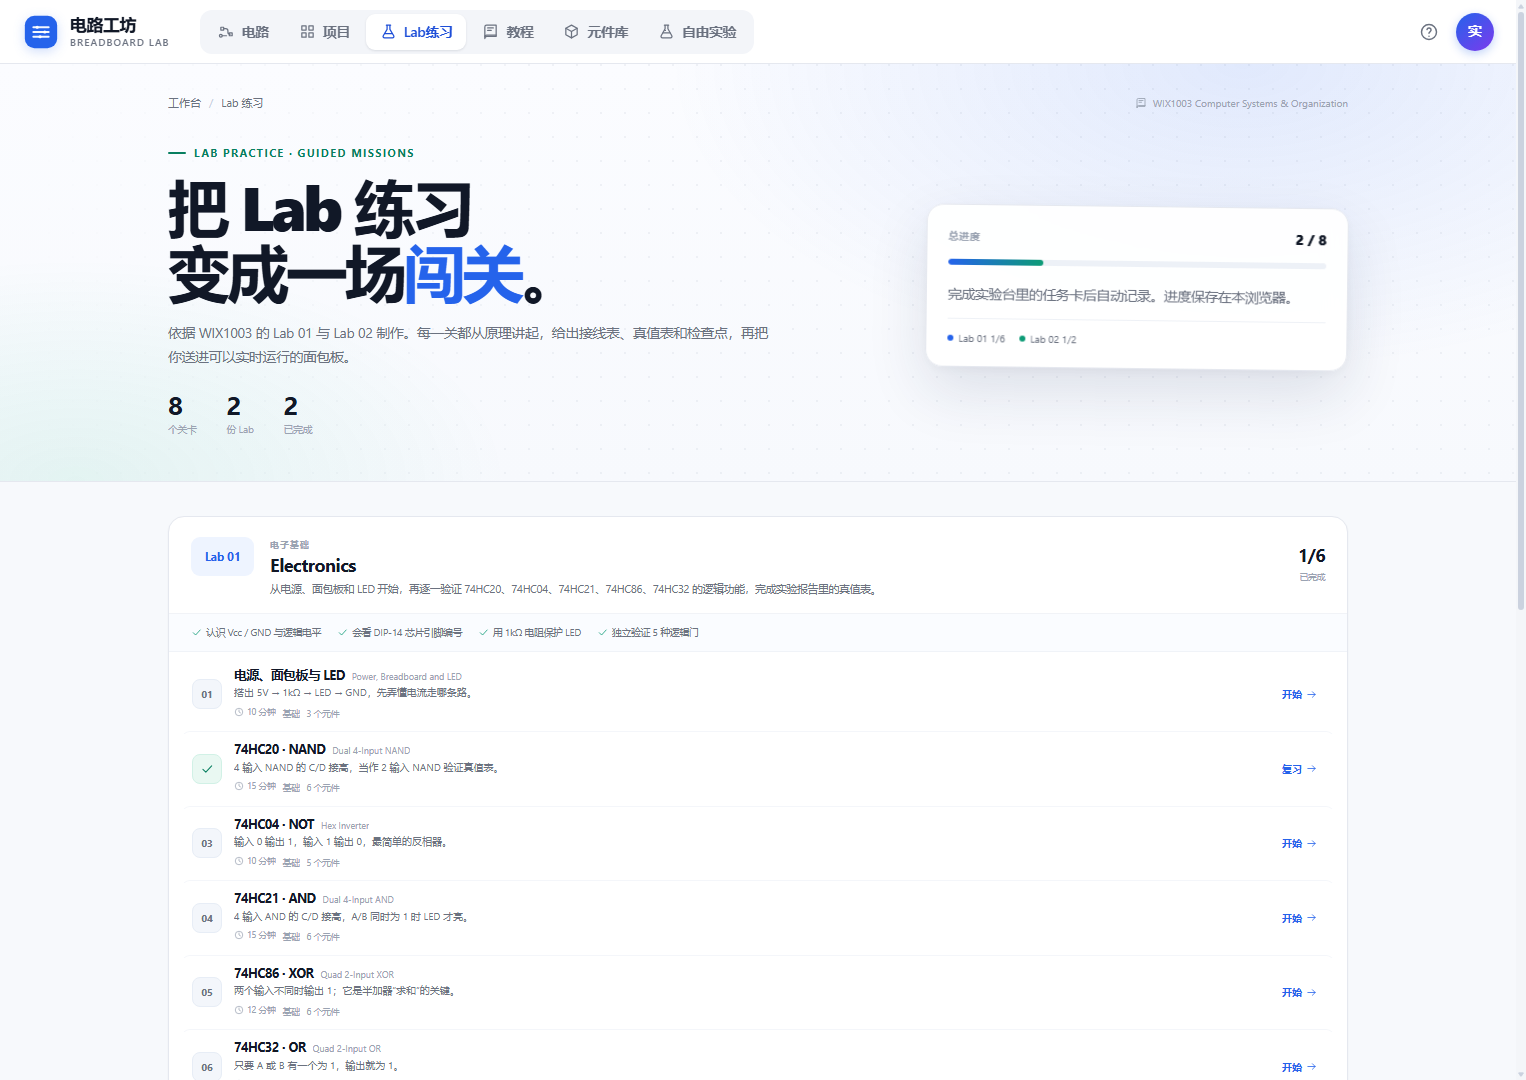 电路工坊
BREADBOARD LAB
电路
项目
Lab练习
教程
元件库
自由实验
实
工作台 / Lab 练习
WIX1003 Computer Systems & Organization
LAB PRACTICE · GUIDED MISSIONS
把 Lab 练习
变成一场闯关。
依据 WIX1003 的 Lab 01 与 Lab 02 制作。每一关都从原理讲起，给出接线表、真值表和检查点，再把
你送进可以实时运行的面包板。
8
个关卡
2
份 Lab
2
已完成
总进度
2 / 8
完成实验台里的任务卡后自动记录。进度保存在本浏览器。
Lab 01 1/6
Lab 02 1/2
Lab 01
电子基础
Electronics
从电源、面包板和 LED 开始，再逐一验证 74HC20、74HC04、74HC21、74HC86、74HC32 的逻辑功能，完成实验报告里的真值表。
1/6
已完成
认识 Vcc / GND 与逻辑电平
会看 DIP-14 芯片引脚编号
用 1kΩ 电阻保护 LED
独立验证 5 种逻辑门
01
电源、面包板与 LED Power, Breadboard and LED
搭出 5V → 1kΩ → LED → GND，先弄懂电流走哪条路。
10 分钟 基础 3 个元件
开始 →
74HC20 · NAND Dual 4-Input NAND
4 输入 NAND 的 C/D 接高，当作 2 输入 NAND 验证真值表。
15 分钟 基础 6 个元件
复习 →
03
74HC04 · NOT Hex Inverter
输入 0 输出 1，输入 1 输出 0，最简单的反相器。
10 分钟 基础 5 个元件
开始 →
04
74HC21 · AND Dual 4-Input AND
4 输入 AND 的 C/D 接高，A/B 同时为 1 时 LED 才亮。
15 分钟 基础 6 个元件
开始 →
05
74HC86 · XOR Quad 2-Input XOR
两个输入不同时输出 1；它是半加器"求和"的关键。
12 分钟 基础 6 个元件
开始 →
06
74HC32 · OR Quad 2-Input OR
只要 A 或 B 有一个为 1，输出就为 1。
开始 →